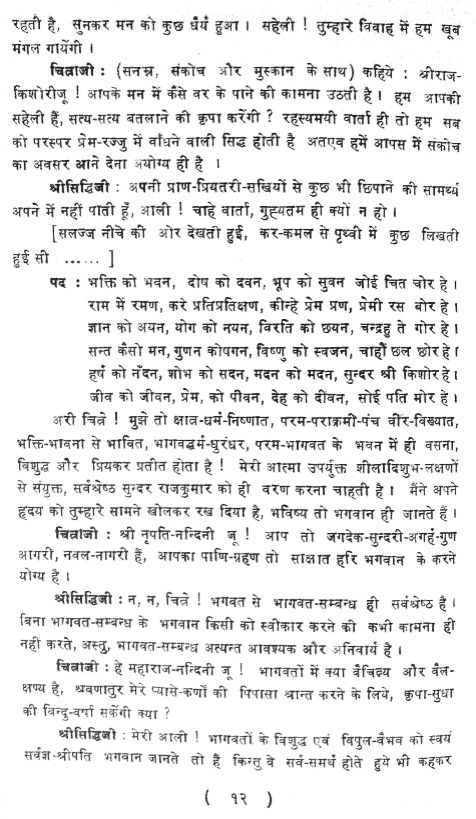 रहती है, सुनकर मन को कुछ धैर्य हुआ । सहेली ! तुम्हारे विवाह में हम खूब
मंगल गायेंगी ।
चित्राजी : (सनम्र, संकोच और मुस्कान के साथ) कहिये : श्रीराज-
किशोरीजू ! आपके मन में कैसे वर के पाने की कामना उठती है । हम आपकी
सहेली हैं, सत्य-सत्य बतलाने की कृपा करेंगी ? रहस्यमयी वार्ता ही तो हम सब
को परस्पर प्रेम-रज्जु में बाँधने वाली सिद्ध होती है अतएव हमें आपस में संकोच
का अवसर आने देना अयोग्य ही है ।
श्रीसिद्धिजी : अपनी प्राण-प्रियतरी-सखियों से कुछ भी छिपाने की सामर्थ्य
अपने में नहीं पाती हूँ, आली ! चाहे वार्ता, गुह्यतम ही क्यों न हो ।
[सलज्ज नीचे की ओर देखती हुई, कर-कमल से पृथ्वी में कुछ लिखती
हुई सी ...... ]
पद : भक्ति को भवन, दोष को दवन, भूप को सुवन जोई चित चोर हे ।
राम में रमण, करे प्रतिप्रतिक्षण, कीन्हे प्रेम प्रण, प्रेमी रस बोर हे ।
ज्ञान को अयन, योग को नयन, विरति को छयन, चन्द्रहु ते गोर हे ।
सन्त कैसो मन, गुणन कोषगन, विष्णु को स्वजन, चाहौं छल छोर हे ।
हर्ष को नँदन, शोभ को सदन, मदन को मदन, सुन्दर श्री किशोर हे ।
जीव को जीवन, प्रेम, को पीवन, देह को दीवन, सोई पति मोर हे ।
अरी चित्रे ! मुझे तो क्षात्र-धर्म-निष्णात, परम-पराक्रमी-पंच वीर-विख्यात,
भक्ति-भावना से भावित, भागवद्धर्म-धुरंधर, परम-भागवत के भवन में ही वसना,
विशुद्ध और प्रियकर प्रतीत होता है ! मेरी आत्मा उपर्युक्त शीलादिशुभ-लक्षणों
से संयुक्त, सर्वश्रेष्ठ सुन्दर राजकुमार को ही वरण करना चाहती है । मैंने अपने
हृदय को तुम्हारे सामने खोलकर रख दिया है, भविष्य तो भगवान ही जानते हैं ।
चित्राजी : श्री नृपति-नन्दिनी जू ! आप तो जगदेक-सुन्दरी-अगर्ह-गुण
आगरी, नवल-नागरी हैं, आपका पाणि-ग्रहण तो साक्षात हरि भगवान के करने
योग्य है ।
श्रीसिद्धिजी : न, न, चित्रे ! भगवत से भागवत-सम्बन्ध ही सर्वश्रेष्ठ है ।
बिना भागवत-सम्बन्ध के भगवान किसी को स्वीकार करने की कभी कामना ही
नहीं करते, अस्तु, भागवत-सम्बन्ध अत्यन्त आवश्यक और अनिवार्य है ।
चित्राजी : हे महाराज-नन्दिनी जू ! भागवतों में क्या वैचित्र्य और वैल-
क्षण्य है, श्रवणातुर मेरे प्यासे-कर्णों की पिपासा श्रान्त करने के लिये, कृपा-सुधा
की विन्दु-वर्षा सकेंगी क्या ?
श्रीसिद्धिजी : मेरी आली ! भागवतों के विशुद्ध एवं विपुल-वैभव को स्वयं
सर्वज्ञ-श्रीपति भगवान जानते तो हैं किन्तु वे सर्व-समर्थ होते हुये भी कहकर
( १२ )